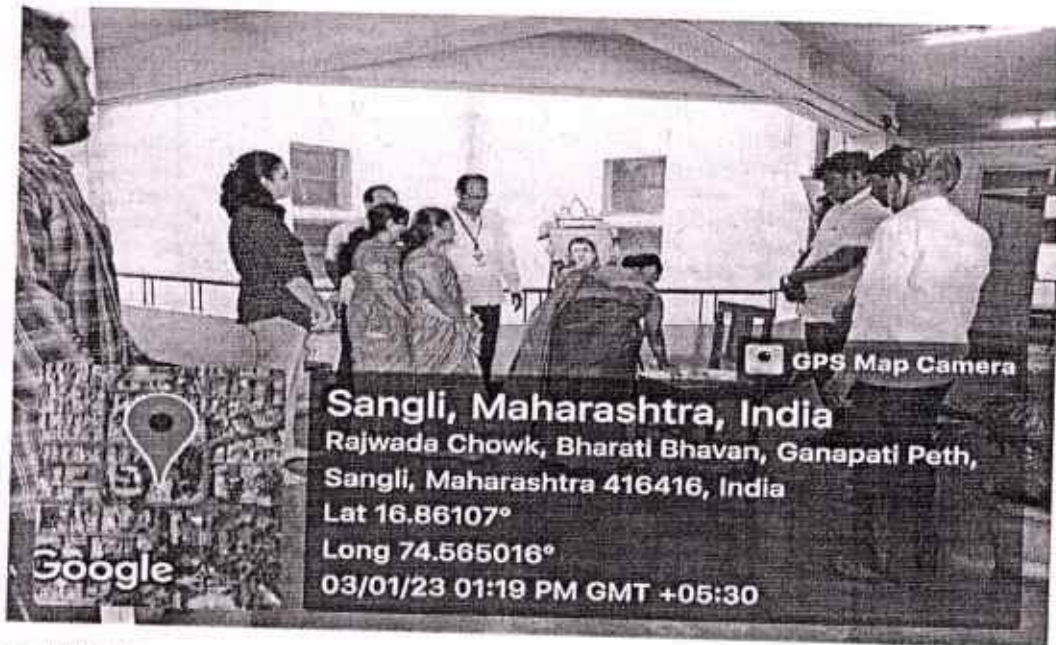 GPS Map Camera
Sangli, Maharashtra, India
Rajwada Chowk, Bharati Bhavan, Ganapati Peth,
Sangli, Maharashtra 416416, India
Lat 16.86107°
Long 74.565016°
03/01/23 01:19 PM GMT +05:30
Google